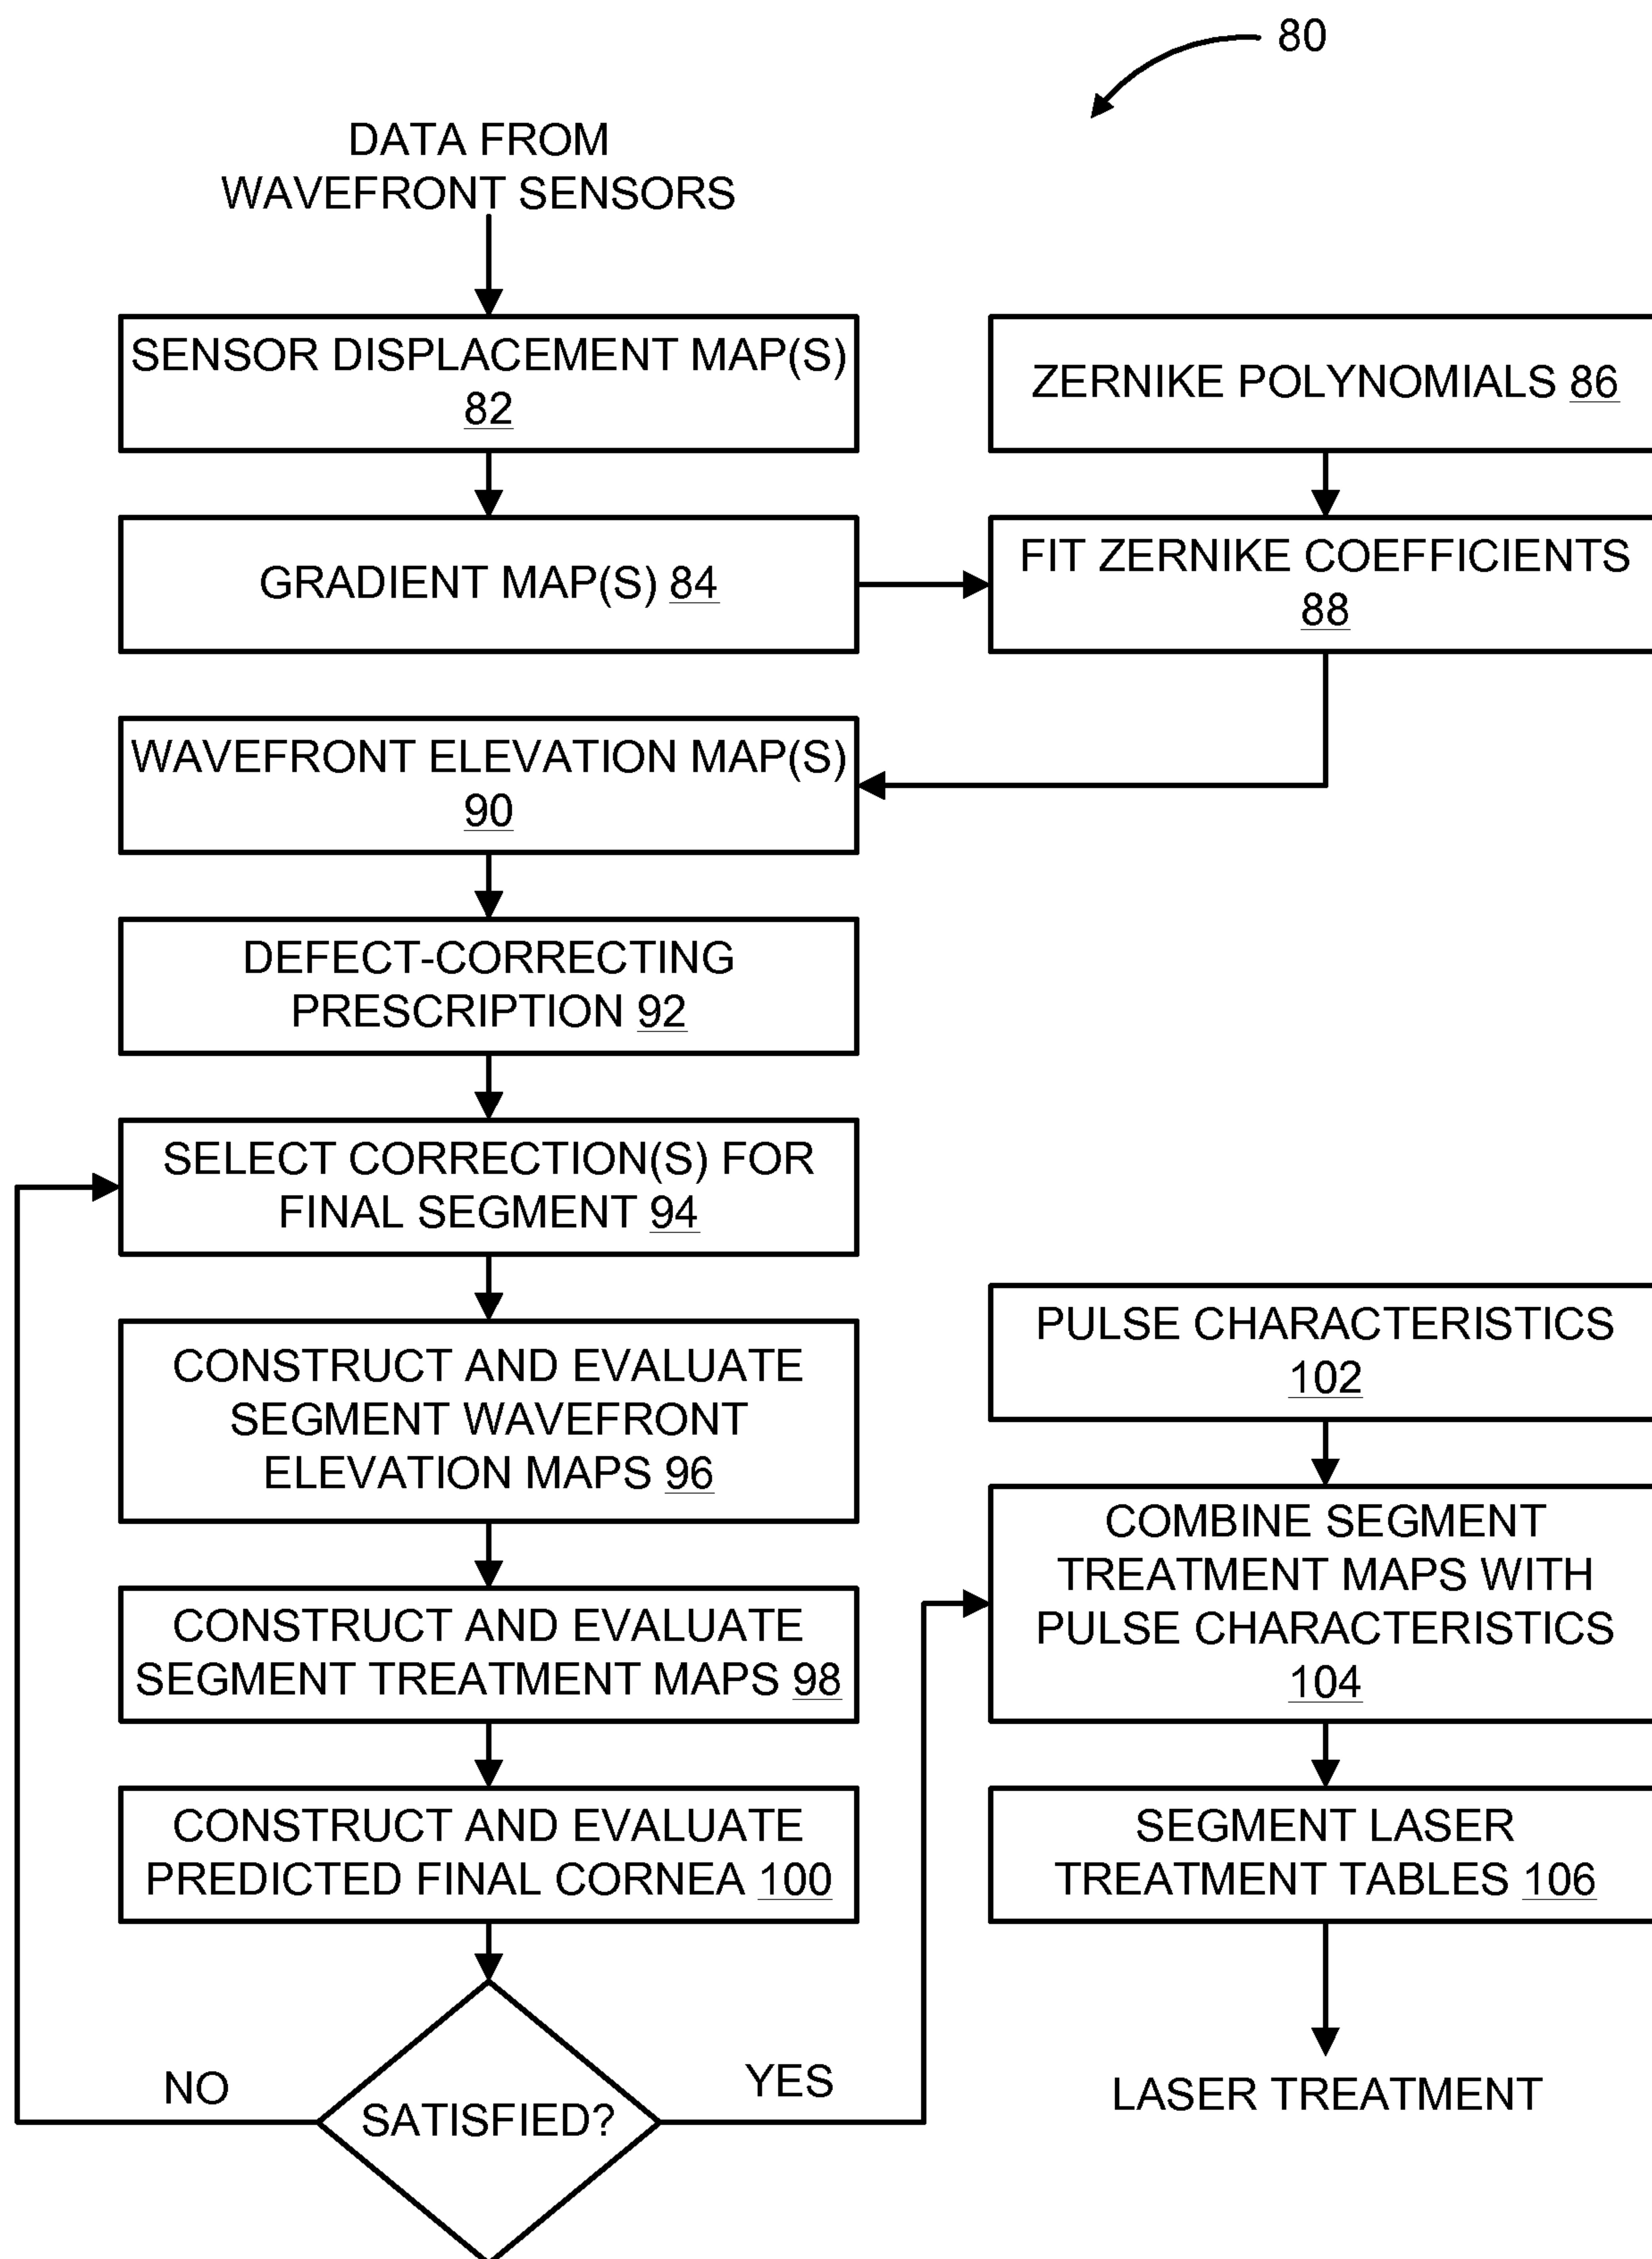 80
DATA FROM
WAVEFRONT SENSORS
SENSOR DISPLACEMENT MAP(S)
82
ZERNIKE POLYNOMIALS 86
GRADIENT MAP(S) 84
FIT ZERNIKE COEFFICIENTS
88
WAVEFRONT ELEVATION MAP(S)
90
DEFECT-CORRECTING
PRESCRIPTION 92
SELECT CORRECTION(S) FOR
FINAL SEGMENT 94
CONSTRUCT AND EVALUATE
SEGMENT WAVEFRONT
ELEVATION MAPS 96
CONSTRUCT AND EVALUATE
SEGMENT TREATMENT MAPS 98
CONSTRUCT AND EVALUATE
PREDICTED FINAL CORNEA 100
NO
SATISFIED?
YES
PULSE CHARACTERISTICS
102
COMBINE SEGMENT
TREATMENT MAPS WITH
PULSE CHARACTERISTICS
104
SEGMENT LASER
TREATMENT TABLES 106
LASER TREATMENT